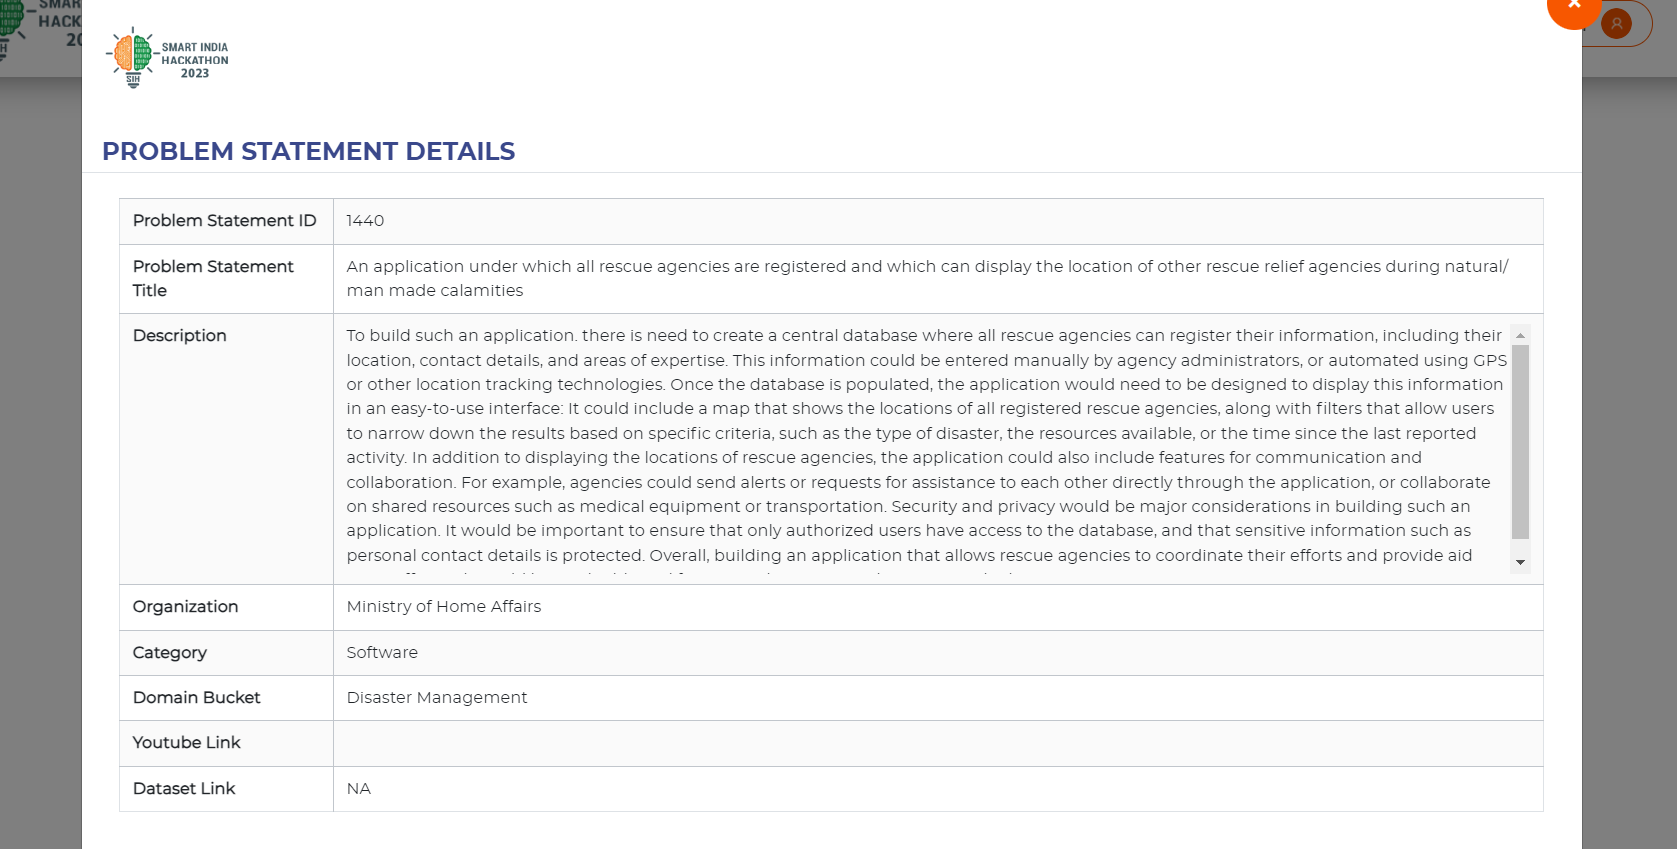 SMART INDIA
HACKATHON
2023
SIH
PROBLEM STATEMENT DETAILS
Problem Statement ID 1440
Problem Statement Title An application under which all rescue agencies are registered and which can display the location of other rescue relief agencies during natural/
man made calamities
Description To build such an application. there is need to create a central database where all rescue agencies can register their information, including their
location, contact details, and areas of expertise. This information could be entered manually by agency administrators, or automated using GPS
or other location tracking technologies. Once the database is populated, the application would need to be designed to display this information
in an easy-to-use interface: It could include a map that shows the locations of all registered rescue agencies, along with filters that allow users
to narrow down the results based on specific criteria, such as the type of disaster, the resources available, or the time since the last reported
activity. In addition to displaying the locations of rescue agencies, the application could also include features for communication and
collaboration. For example, agencies could send alerts or requests for assistance to each other directly through the application, or collaborate
on shared resources such as medical equipment or transportation. Security and privacy would be major considerations in building such an
application. It would be important to ensure that only authorized users have access to the database, and that sensitive information such as
personal contact details is protected. Overall, building an application that allows rescue agencies to coordinate their efforts and provide aid
Organization Ministry of Home Affairs
Category Software
Domain Bucket Disaster Management
Youtube Link
Dataset Link NA